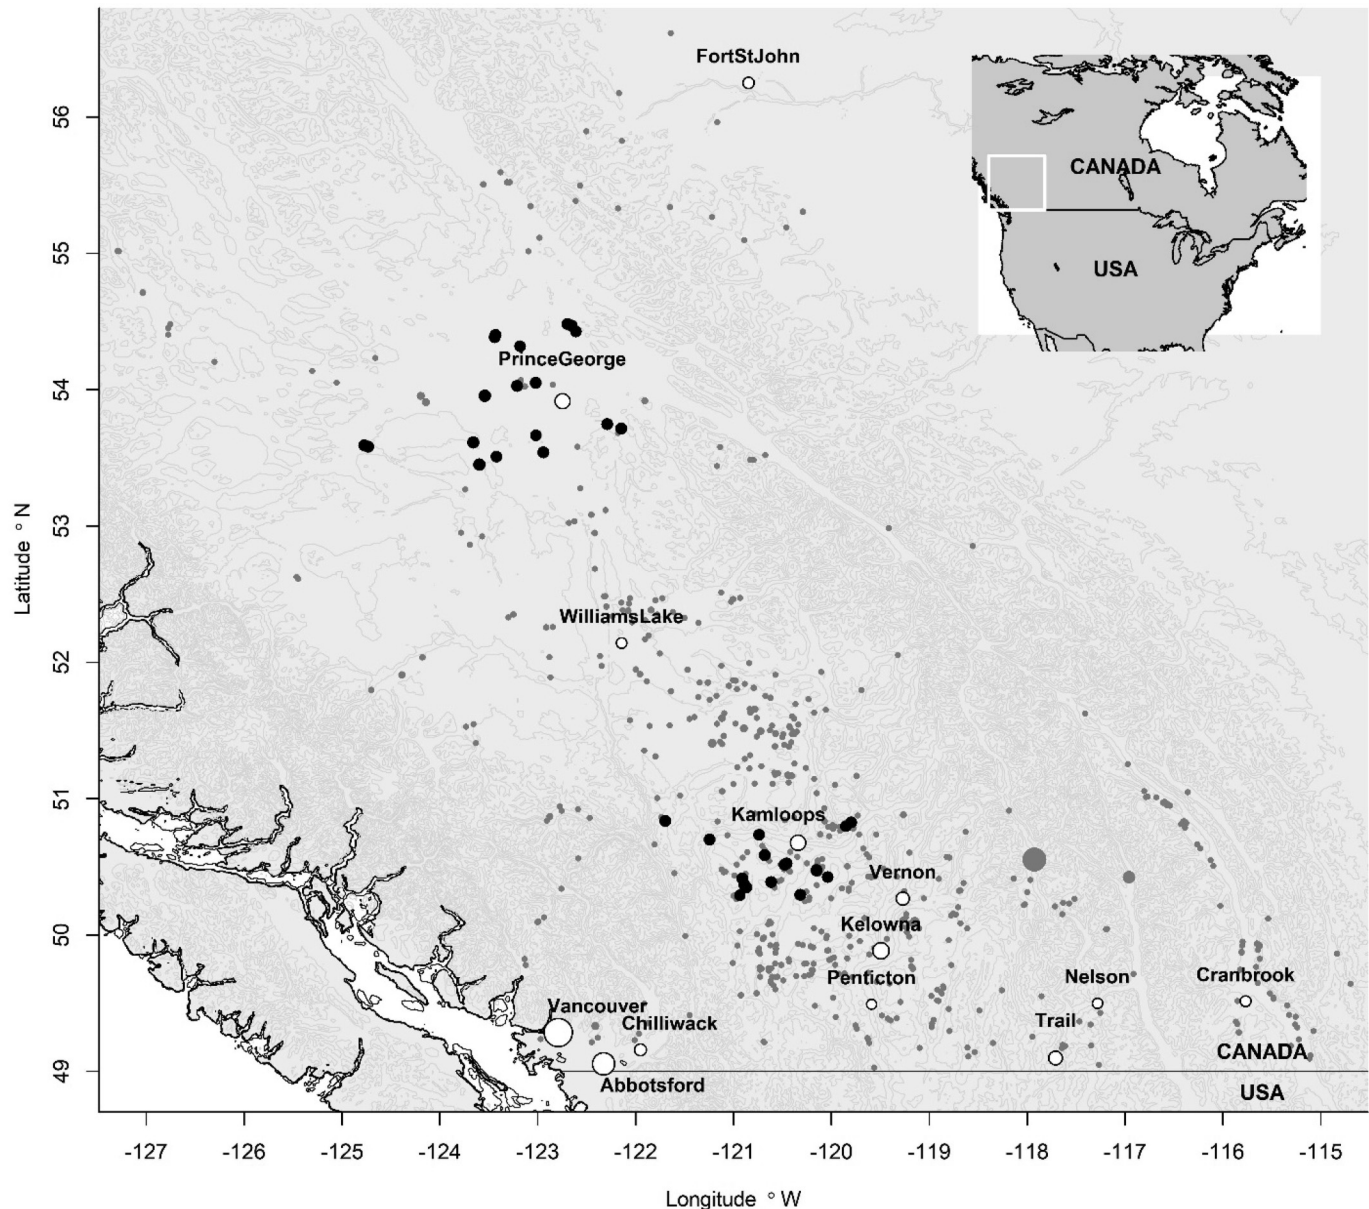 FortStJohn
56
CANADA
55
USA
PrinceGeorge
54
Latitude ° N
53
WilliamsLake
52
51
Kamloops
Vernon
Kelowna
50
Penticton
Nelson
Cranbrook
Vancouver
Chilliwack
Trail
CANADA
49
Abbotsford
USA
-127 -126 -125 -124 -123 -122 -121 -120 -119 -118 -117 -116 -115
Longitude ° W